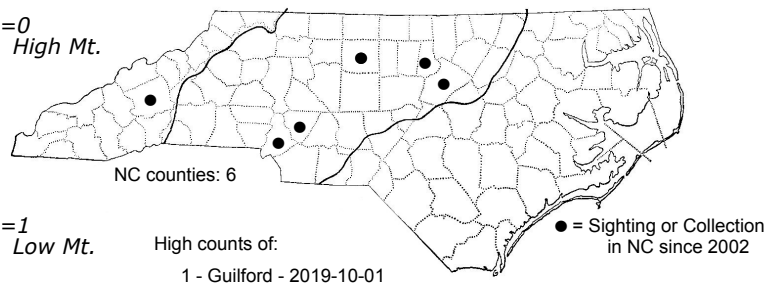 =0
High Mt.
NC counties: 6
=1
Low Mt.
High counts of:
1 - Guilford - 2019-10-01
● = Sighting or Collection
in NC since 2002